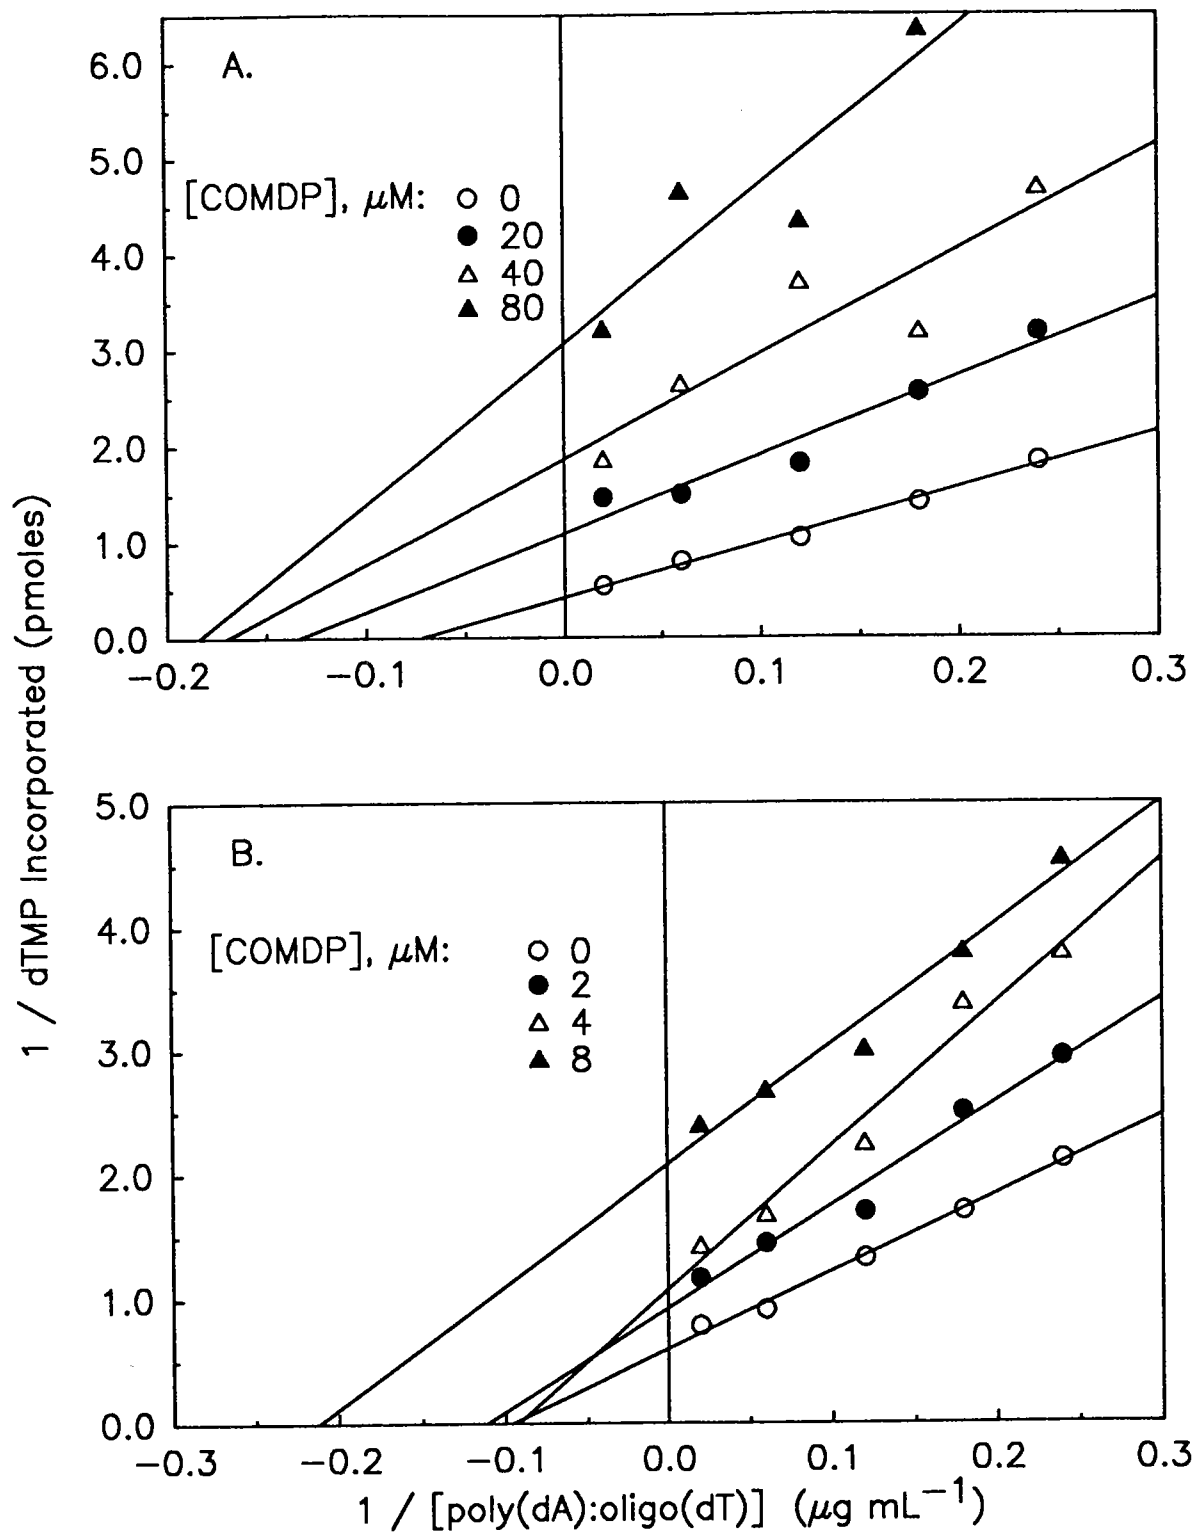 A.
6.0
5.0
[COMDP], μM: ○ 0
● 20
4.0
△ 40
▲ 80
3.0
2.0
1.0
0.0
−0.2 −0.1 0.0 0.1 0.2 0.3
1 / dTMP Incorporated (pmoles)
5.0
B.
4.0
[COMDP], μM: ○ 0
● 2
△ 4
3.0
▲ 8
2.0
1.0
0.0
−0.3 −0.2 −0.1 0.0 0.1 0.2 0.3
1 / [poly(dA):oligo(dT)] (μg mL⁻¹)